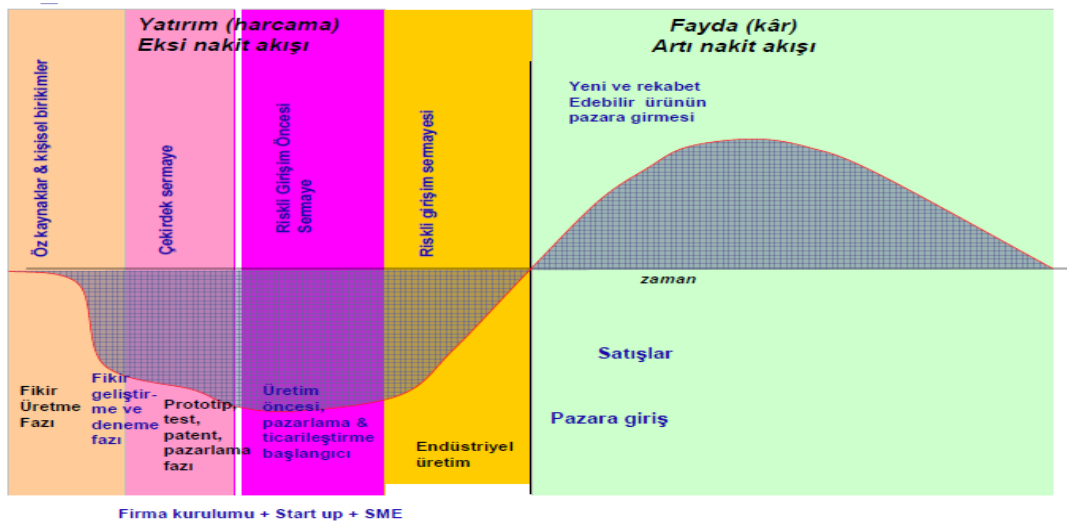 Yatırım (harcama)
Eksi nakit akışı
Fayda (kâr)
Artı nakit akışı
Öz kaynaklar & kişisel birikimler
Çekirdek sermaye
Riskli Girişim Öncesi
Sermaye
Riskli girişim sermayesi
Yeni ve rekabet
Edebilir ürünün
pazara girmesi
zaman
Fikir
Üretme
Fazı
Fikir
geliştir-
me ve
deneme
fazı
Prototip,
test,
patent,
pazarlama
fazı
Üretim
öncesi,
pazarlama &
ticarileştirme
başlangıcı
Endüstriyel
üretim
Satışlar
Pazara giriş
Firma kurulumu + Start up + SME